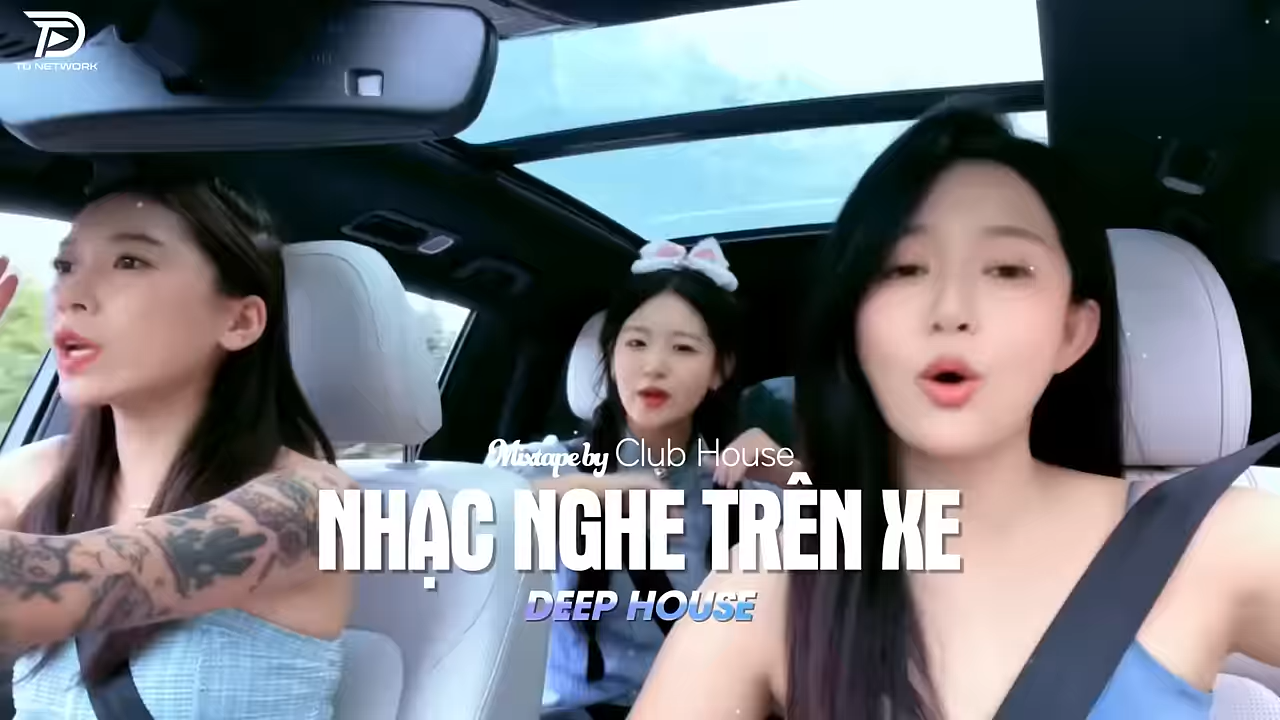 TD NETWORK
Mixtape by Club House
NHẠC NGHE TRÊN XE
DEEP HOUSE